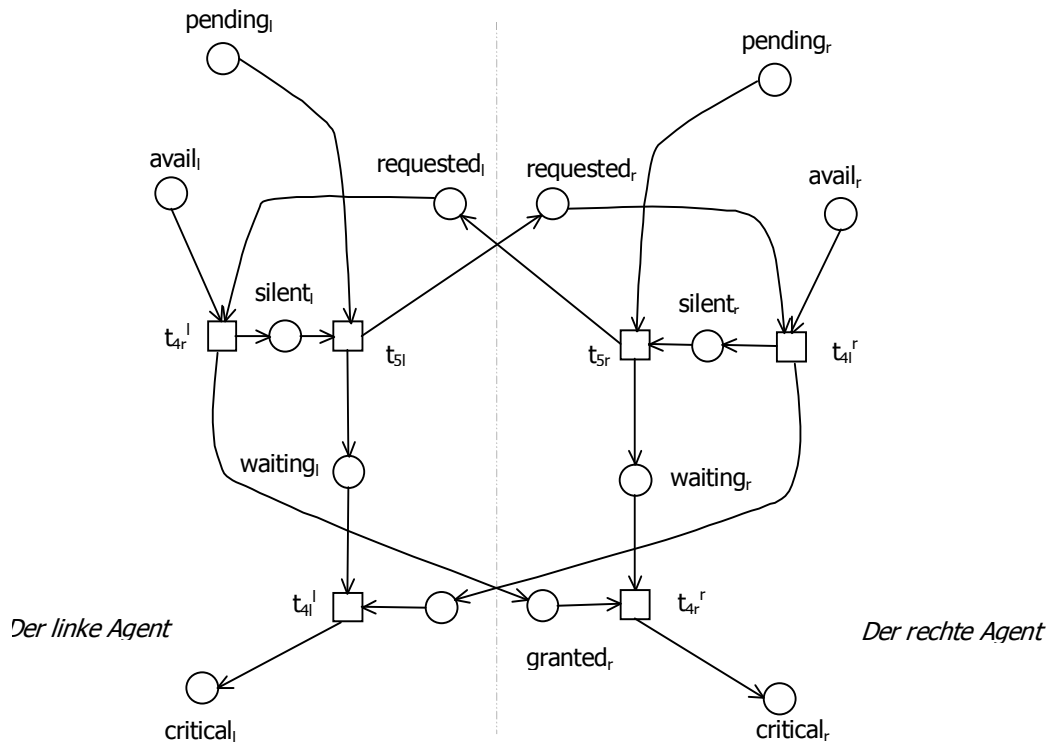 pendingₗ
pendingᵣ
availₗ
requestedₗ
requestedᵣ
availᵣ
silentₗ
silentᵣ
t₄ᵣˡ
t₅ₗ
t₅ᵣ
t₄ₗʳ
waitingₗ
waitingᵣ
t₄ₗˡ
t₄ᵣʳ
Der linke Agent
Der rechte Agent
grantedᵣ
criticalₗ
criticalᵣ